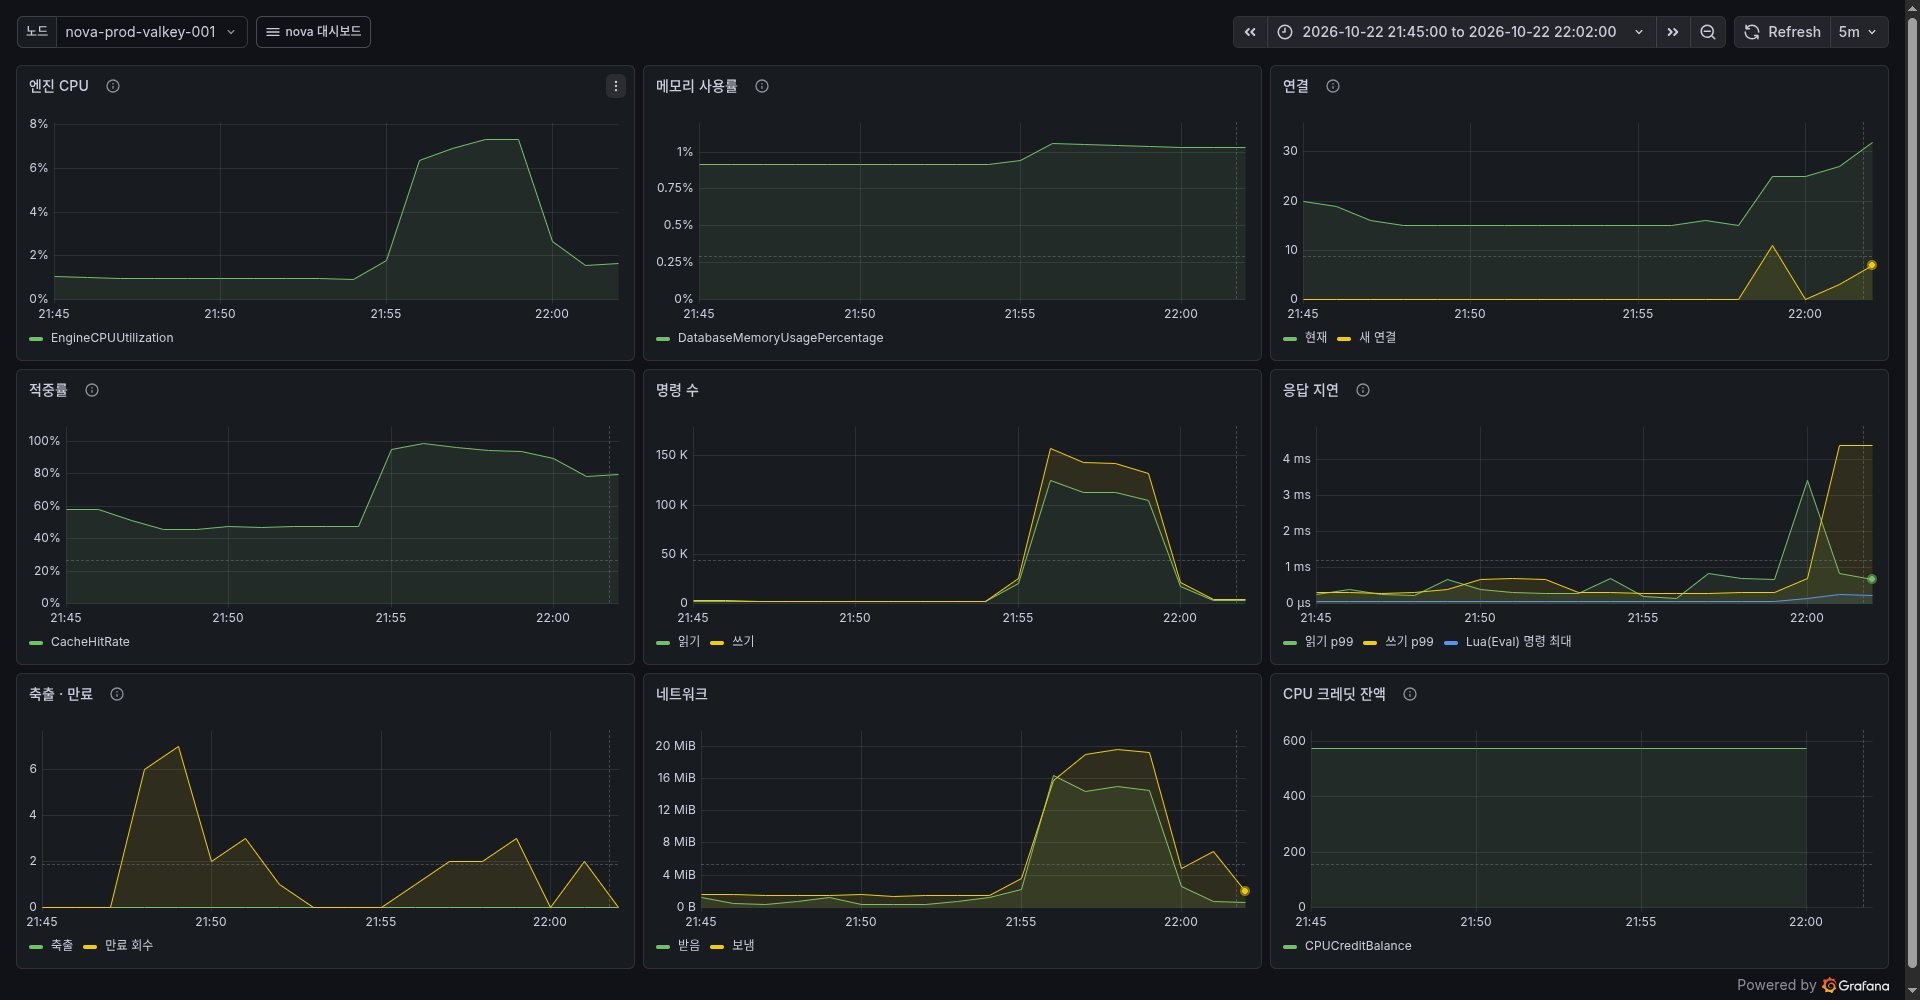 노드 nova-prod-valkey-001 nova 대시보드 2026-10-22 21:45:00 to 2026-10-22 22:02:00 Refresh 5m
엔진 CPU
8%
6%
4%
2%
0%
21:45 21:50 21:55 22:00
EngineCPUUtilization
메모리 사용률
1%
0.75%
0.5%
0.25%
0%
21:45 21:50 21:55 22:00
DatabaseMemoryUsagePercentage
연결
30
20
10
0
21:45 21:50 21:55 22:00
현재 새 연결
적중률
100%
80%
60%
40%
20%
0%
21:45 21:50 21:55 22:00
CacheHitRate
명령 수
150 K
100 K
50 K
0
21:45 21:50 21:55 22:00
읽기 쓰기
응답 지연
4 ms
3 ms
2 ms
1 ms
0 µs
21:45 21:50 21:55 22:00
읽기 p99 쓰기 p99 Lua(Eval) 명령 최대
축출 · 만료
6
4
2
0
21:45 21:50 21:55 22:00
축출 만료 회수
네트워크
20 MiB
16 MiB
12 MiB
8 MiB
4 MiB
0 B
21:45 21:50 21:55 22:00
받음 보냄
CPU 크레딧 잔액
600
400
200
0
21:45 21:50 21:55 22:00
CPUCreditBalance
Powered by Grafana